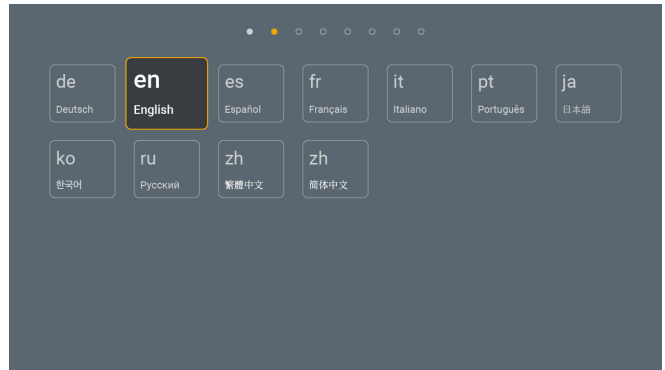 de
Deutsch
en
English
es
Español
fr
Français
it
Italiano
pt
Português
ja
日本語
ko
한국어
ru
Русский
zh
繁體中文
zh
简体中文